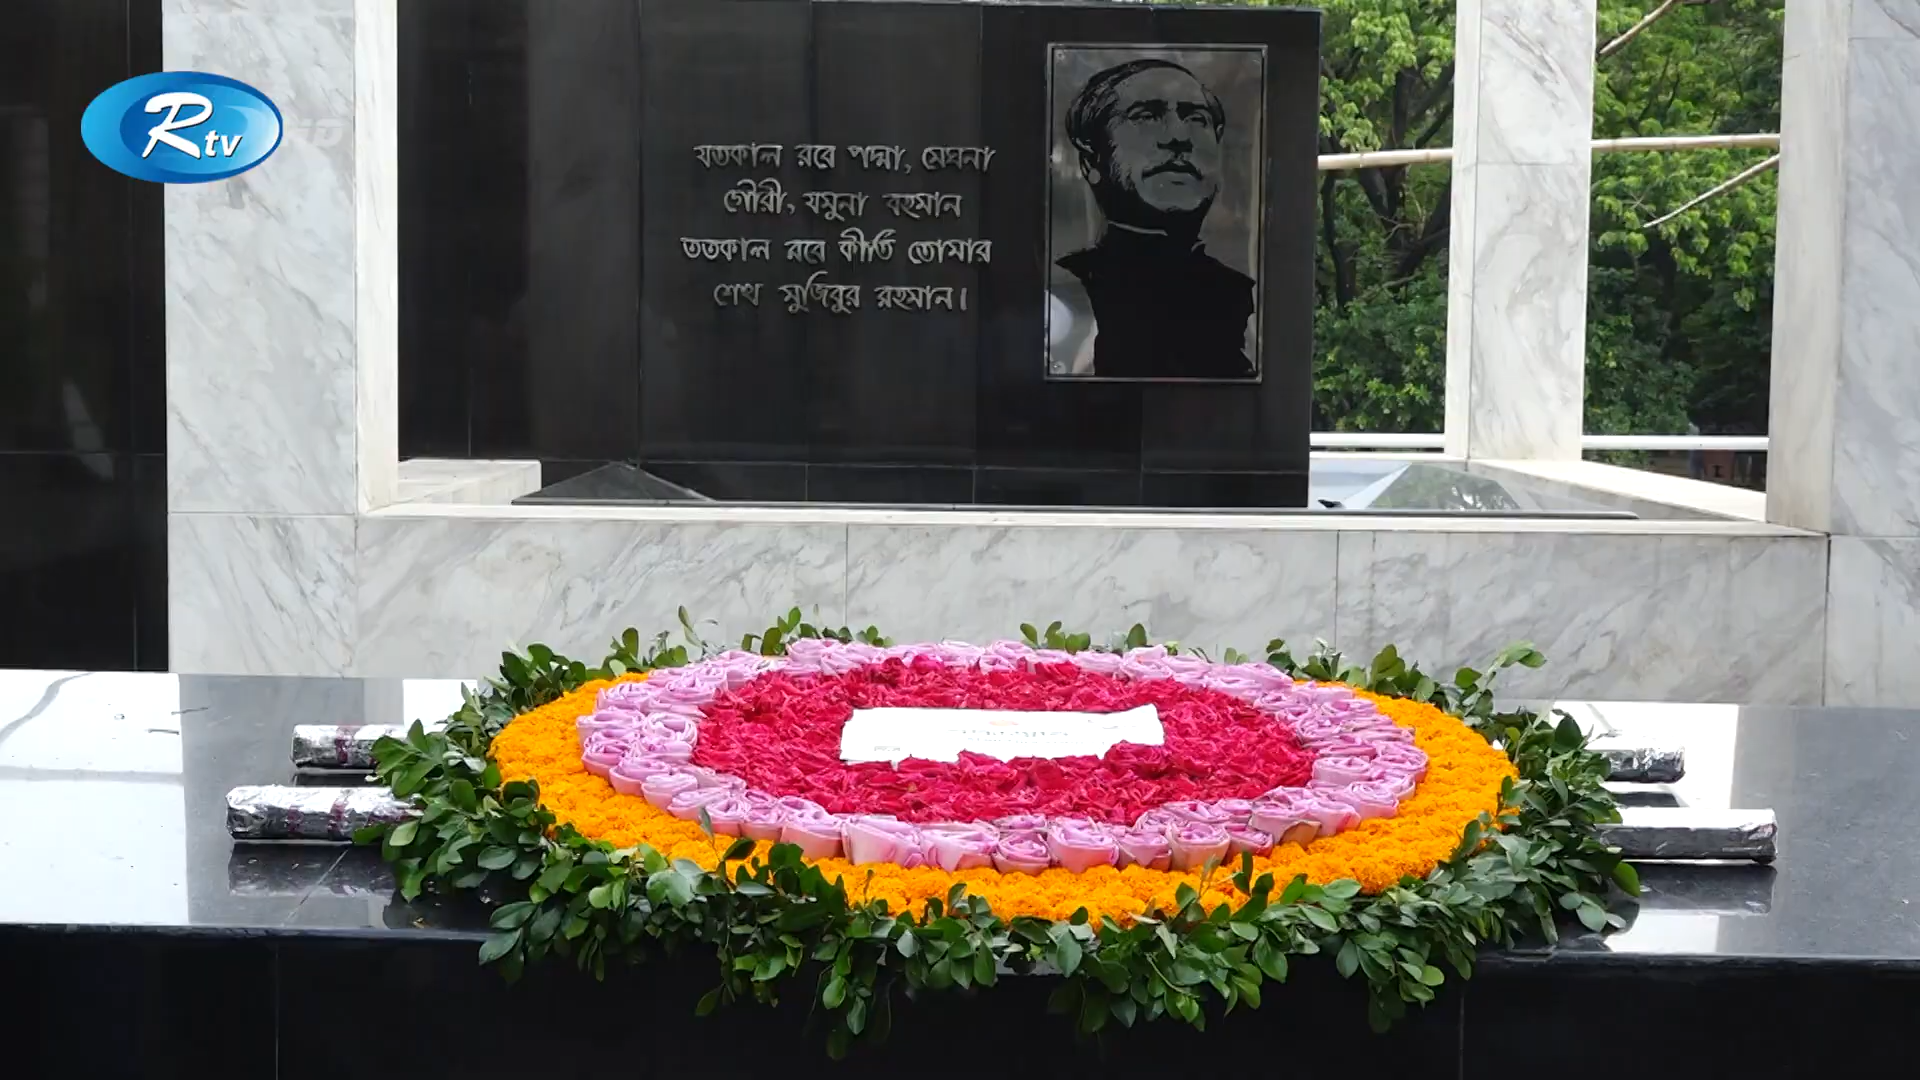 Rtv
যতকাল রবে পদ্মা, মেঘনা
গৌরী, যমুনা বহমান
ততকাল রবে কীর্তি তোমার
শেখ মুজিবুর রহমান।